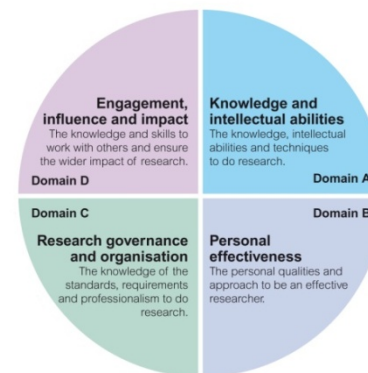 Engagement,
influence and impact
The knowledge and skills to
work with others and ensure
the wider impact of research.
Domain D
Knowledge and
intellectual abilities
The knowledge, intellectual
abilities and techniques
to do research.
Domain A
Domain C
Research governance
and organisation
The knowledge of the
standards, requirements
and professionalism to do
research.
Domain B
Personal
effectiveness
The personal qualities and
approach to be an effective
researcher.